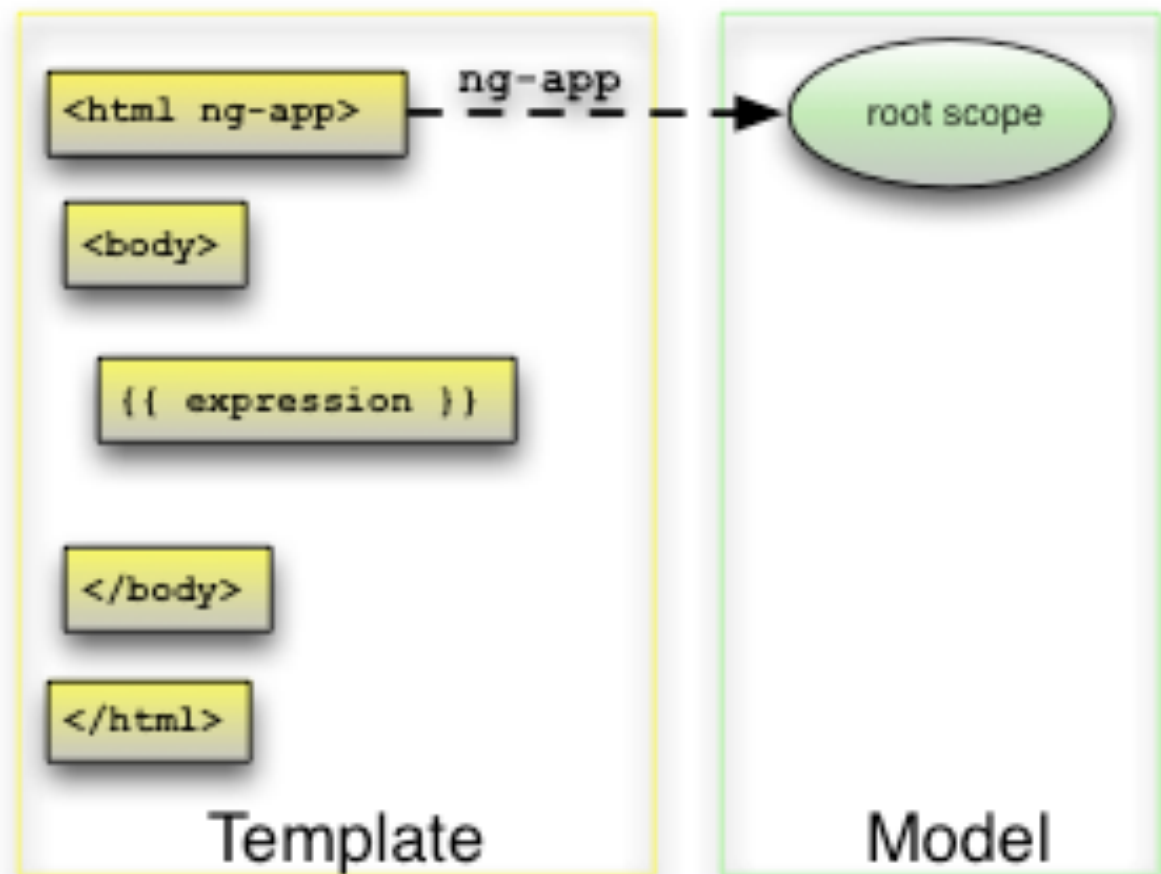 <html ng-app>
ng-app
root scope
<body>
{{ expression }}
</body>
</html>
Template
Model